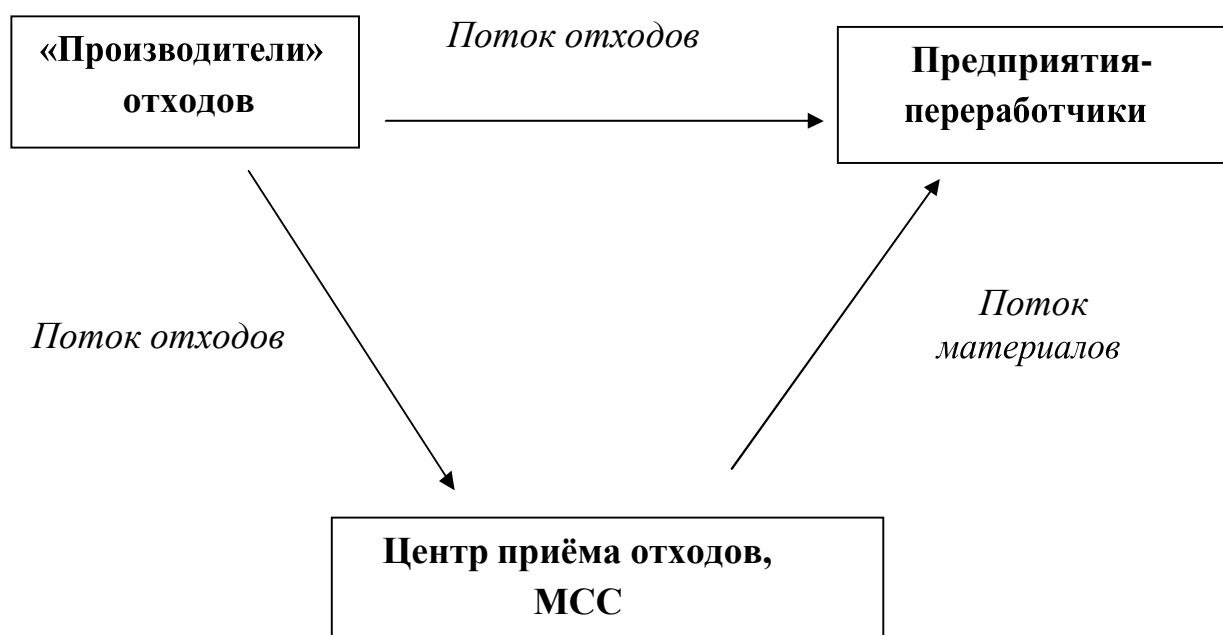 «Производители»
отходов
Поток отходов
Предприятия-
переработчики
Поток отходов
Поток
материалов
Центр приёма отходов,
МСС